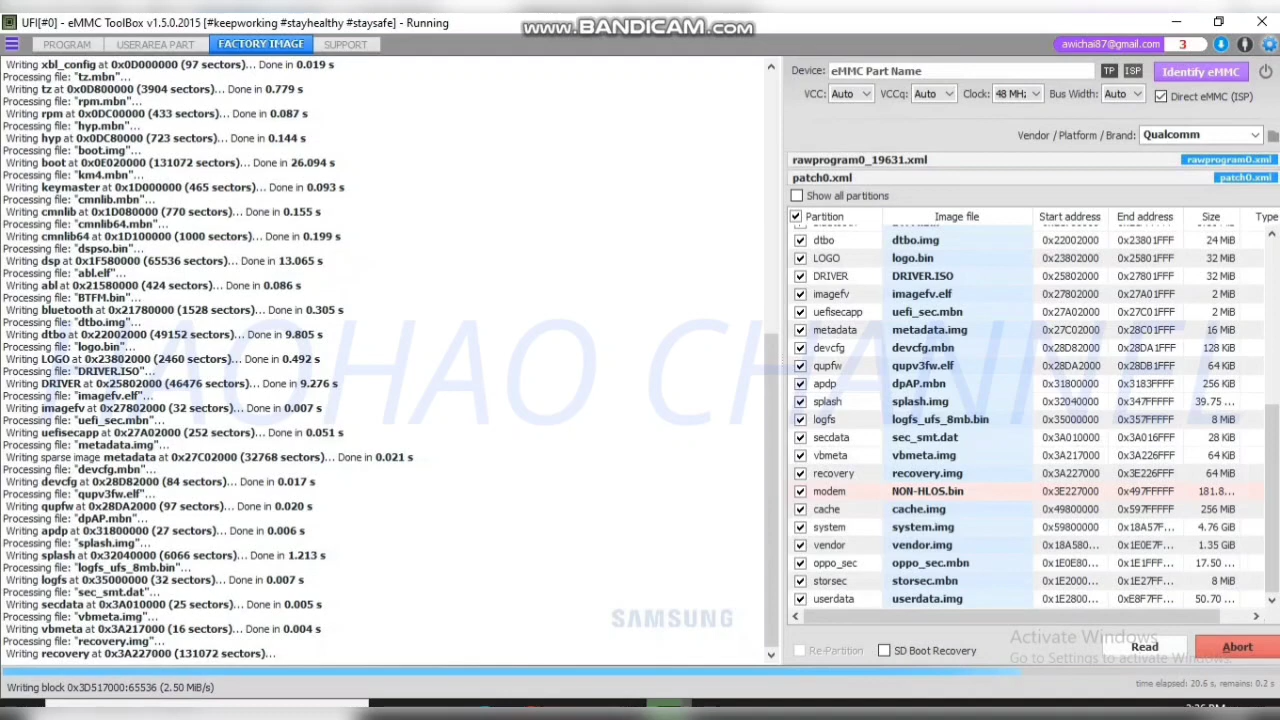 UFI[#0] - eMMC ToolBox v1.5.0.2015 [#keepworking #stayhealthy #staysafe] - Running
www.BANDICAM.com
PROGRAM USERAREA PART FACTORY IMAGE SUPPORT
awichai87@gmail.com 3
Writing xbl_config at 0x0D000000 (97 sectors)... Done in 0.019 s
Processing file: "tz.mbn"...
Writing tz at 0x0D800000 (3904 sectors)... Done in 0.779 s
Processing file: "rpm.mbn"...
Writing rpm at 0x0DC00000 (433 sectors)... Done in 0.087 s
Processing file: "hyp.mbn"...
Writing hyp at 0x0DC80000 (723 sectors)... Done in 0.144 s
Processing file: "boot.img"...
Writing boot at 0x0E020000 (131072 sectors)... Done in 26.094 s
Processing file: "km4.mbn"...
Writing keymaster at 0x1D000000 (465 sectors)... Done in 0.093 s
Processing file: "cmnlib.mbn"...
Writing cmnlib at 0x1D080000 (770 sectors)... Done in 0.155 s
Processing file: "cmnlib64.mbn"...
Writing cmnlib64 at 0x1D100000 (1000 sectors)... Done in 0.199 s
Processing file: "dspso.bin"...
Writing dsp at 0x1F580000 (65536 sectors)... Done in 13.065 s
Processing file: "abl.elf"...
Writing abl at 0x21580000 (424 sectors)... Done in 0.086 s
Processing file: "BTFM.bin"...
Writing bluetooth at 0x21780000 (1528 sectors)... Done in 0.305 s
Processing file: "dtbo.img"...
Writing dtbo at 0x22002000 (49152 sectors)... Done in 9.805 s
Processing file: "logo.bin"...
Writing LOGO at 0x23802000 (2460 sectors)... Done in 0.492 s
Processing file: "DRIVER.ISO"...
Writing DRIVER at 0x25802000 (46476 sectors)... Done in 9.276 s
Processing file: "imagefv.elf"...
Writing imagefv at 0x27802000 (32 sectors)... Done in 0.007 s
Processing file: "uefi_sec.mbn"...
Writing uefisecapp at 0x27A02000 (252 sectors)... Done in 0.051 s
Processing file: "metadata.img"...
Writing sparse image metadata at 0x27C02000 (32768 sectors)... Done in 0.021 s
Processing file: "devcfg.mbn"...
Writing devcfg at 0x28D82000 (84 sectors)... Done in 0.017 s
Processing file: "qupv3fw.elf"...
Writing qupfw at 0x28DA2000 (97 sectors)... Done in 0.020 s
Processing file: "dpAP.mbn"...
Writing apdp at 0x31800000 (27 sectors)... Done in 0.006 s
Processing file: "splash.img"...
Writing splash at 0x32040000 (6066 sectors)... Done in 1.213 s
Processing file: "logfs_ufs_8mb.bin"...
Writing logfs at 0x35000000 (32 sectors)... Done in 0.007 s
Processing file: "sec_smt.dat"...
Writing secdata at 0x3A010000 (25 sectors)... Done in 0.005 s
Processing file: "vbmeta.img"...
Writing vbmeta at 0x3A217000 (16 sectors)... Done in 0.004 s
Processing file: "recovery.img"...
Writing recovery at 0x3A227000 (131072 sectors)...
SAMSUNG
Writing block 0x3D517000:65536 (2.50 MiB/s)
Device: eMMC Part Name TP ISP Identify eMMC
VCC: Auto VCCq: Auto Clock: 48 MH; Bus Width: Auto Direct eMMC (ISP)
Vendor / Platform / Brand: Qualcomm
rawprogram0_19631.xml rawprogram0.xml
patch0.xml patch0.xml
Show all partitions
Partition Image file Start address End address Size Type
dtbo dtbo.img 0x22002000 0x23801FFF 24 MiB
LOGO logo.bin 0x23802000 0x25801FFF 32 MiB
DRIVER DRIVER.ISO 0x25802000 0x27801FFF 32 MiB
imagefv imagefv.elf 0x27802000 0x27A01FFF 2 MiB
uefisecapp uefi_sec.mbn 0x27A02000 0x27C01FFF 2 MiB
metadata metadata.img 0x27C02000 0x28C01FFF 16 MiB
devcfg devcfg.mbn 0x28D82000 0x28DA1FFF 128 KiB
qupfw qupv3fw.elf 0x28DA2000 0x28DB1FFF 64 KiB
apdp dpAP.mbn 0x31800000 0x3183FFFF 256 KiB
splash splash.img 0x32040000 0x347FFFFF 39.75 ...
logfs logfs_ufs_8mb.bin 0x35000000 0x357FFFFF 8 MiB
secdata sec_smt.dat 0x3A010000 0x3A016FFF 28 KiB
vbmeta vbmeta.img 0x3A217000 0x3A226FFF 64 KiB
recovery recovery.img 0x3A227000 0x3E226FFF 64 MiB
modem NON-HLOS.bin 0x3E227000 0x497FFFFF 181.8...
cache cache.img 0x49800000 0x597FFFFF 256 MiB
system system.img 0x59800000 0x18A57F... 4.76 GiB
vendor vendor.img 0x18A580... 0x1E0E7F... 1.35 GiB
oppo_sec oppo_sec.mbn 0x1E0E80... 0x1E1FFF... 17.50 ...
storsec storsec.mbn 0x1E2000... 0x1E27FF... 8 MiB
userdata userdata.img 0x1E2800... 0xE8F7FF... 50.70 ...
Re-Partition SD Boot Recovery Read Abort
Activate Windows
Go to Settings to activate Windows.
time elapsed: 20.6 s, remains: 0.2 s